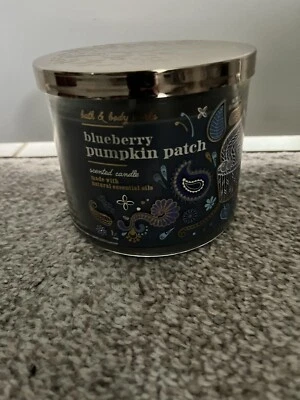 bath & body works
blueberry
pumpkin patch
scented candle
made with
natural essential oils